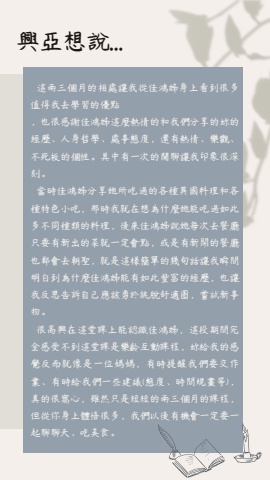 興亞想說...
這兩三個月的相處讓我從佳鴻姊身上看到很多
值得我去學習的優點
,也很感謝佳鴻姊這麼熱情的和我們分享的妳的
經歷、人身哲學、處事態度,還有熱情、樂觀、
不死板的個性。其中有一次的閒聊讓我印象很深
刻。
當時佳鴻姊分享她所吃過的各種異國料理和各
種特色小吃,那時我就在想為什麼她能吃過如此
多不同種類的料理,後來佳鴻姊說她每次去餐廳
只要有新出的菜就一定會點,或是有新開的餐廳
也都會去朝聖,就是這樣簡單的幾句話讓我瞬間
明白到為什麼佳鴻姊能有如此豐富的經歷,也讓
我反思告訴自己應該勇於跳脫舒適圈,嘗試新事
物。
很高興在這堂課上能認識佳鴻姊,這段期間完
全感受不到這堂課是樂齡互動課程,妳給我的感
覺反而就像是一位媽媽,有時提醒我們要交作
業、有時給我們一些建議(態度、時間規畫等),
真的很窩心,雖然只是短短的兩三個月的課程,
但從你身上體悟很多,我們以後有機會一定要一
起聊聊天、吃美食。